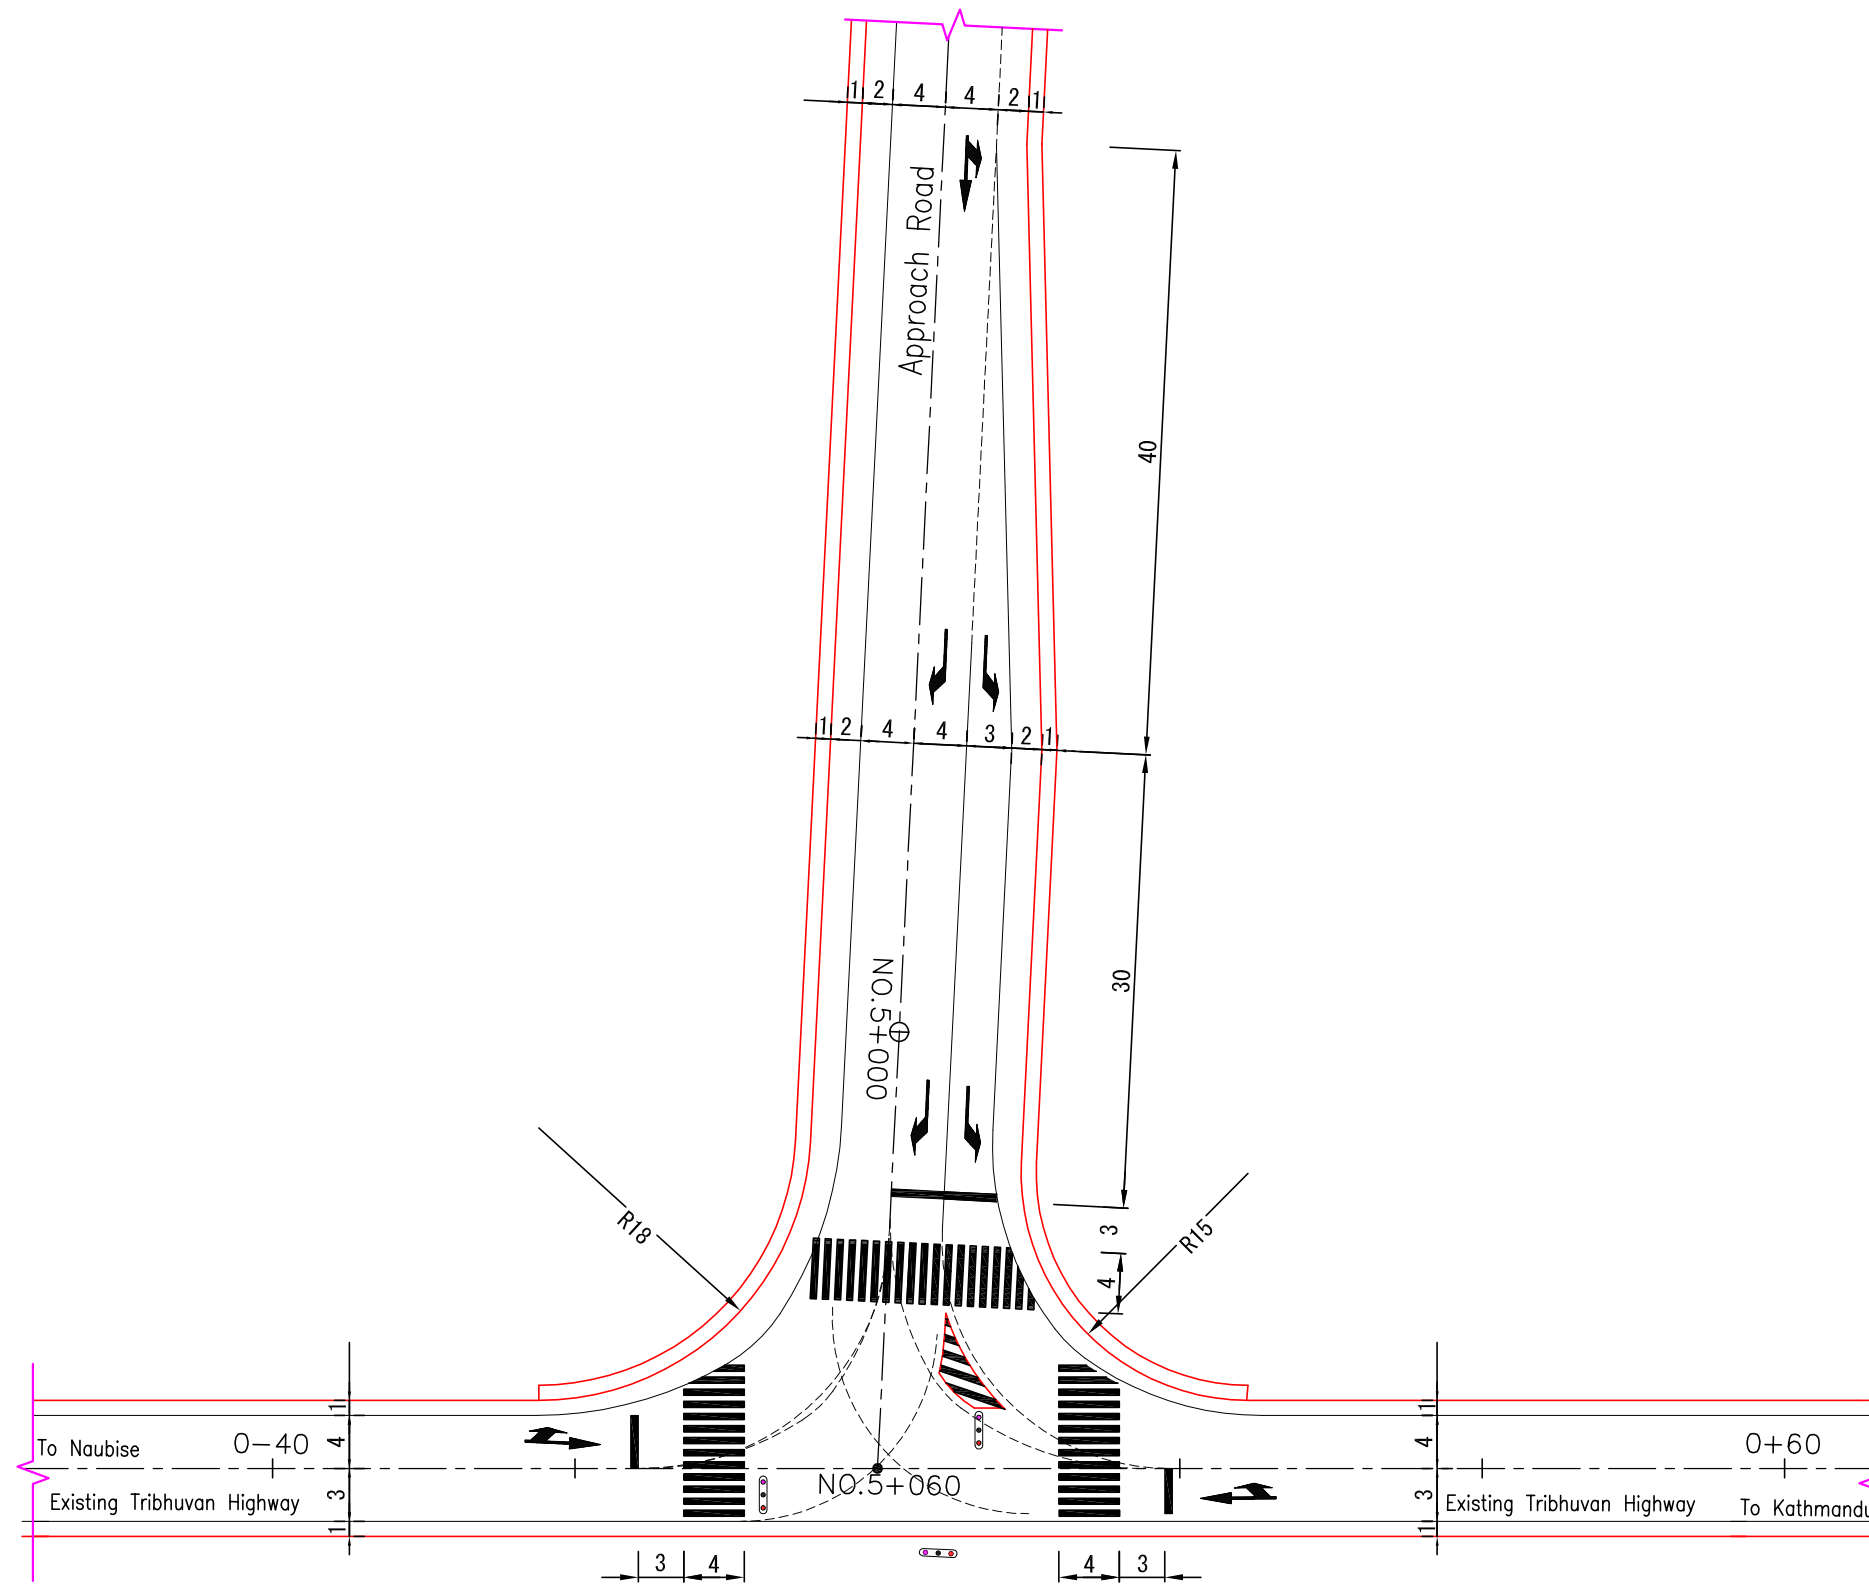 1 2 4 4 2 1
Approach Road
40
1 2 4 4 3 2 1
30
NO.5+000
R18
R15
3
4
1
4
3
1
To Naubise
0-40
Existing Tribhuvan Highway
NO.5+060
1
4
3
1
0+60
Existing Tribhuvan Highway
To Kathmandu
3 4
4 3